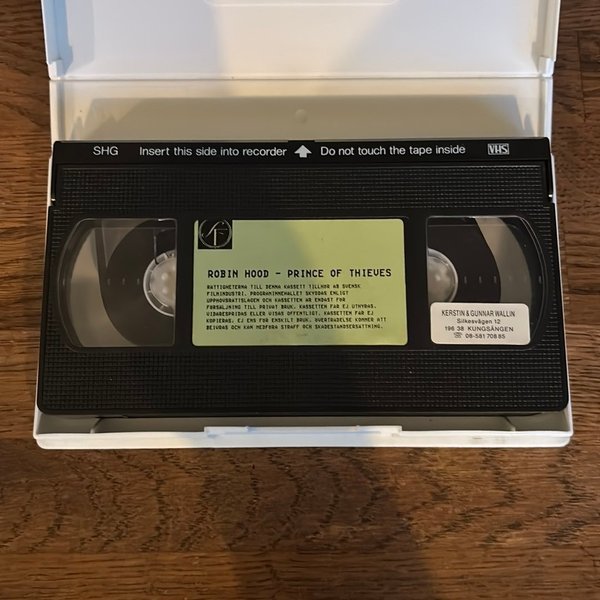 SHG Insert this side into recorder Do not touch the tape inside VHS
SF
ROBIN HOOD - PRINCE OF THIEVES
RÄTTIGHETERNA TILL DENNA KASSETT TILLHÖR AB SVENSK
FILMINDUSTRI. PROGRAMINNEHÅLLET SKYDDAS ENLIGT
UPPHOVSRÄTTSLAGEN OCH KASSETTEN ÄR ENDAST FÖR
FÖRSÄLJNING TILL PRIVAT BRUK. KASSETTEN FÅR EJ UTHYRAS,
VIDARESPRIDAS ELLER VISAS OFFENTLIGT. KASSETTEN FÅR EJ
KOPIERAS, EJ ENS FÖR ENSKILT BRUK. ÖVERTRÄDELSE KOMMER ATT
BEIVRAS OCH KAN MEDFÖRA STRAFF OCH SKADESTÅNDSERSÄTTNING.
KERSTIN & GUNNAR WALLIN
Silkesvägen 12
196 38 KUNGSÄNGEN
☏ 08-581 708 85